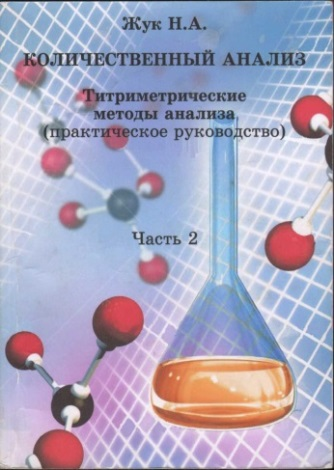 Жук Н.А.
КОЛИЧЕСТВЕННЫЙ АНАЛИЗ
Титриметрические
методы анализа
(практическое руководство)
Часть 2